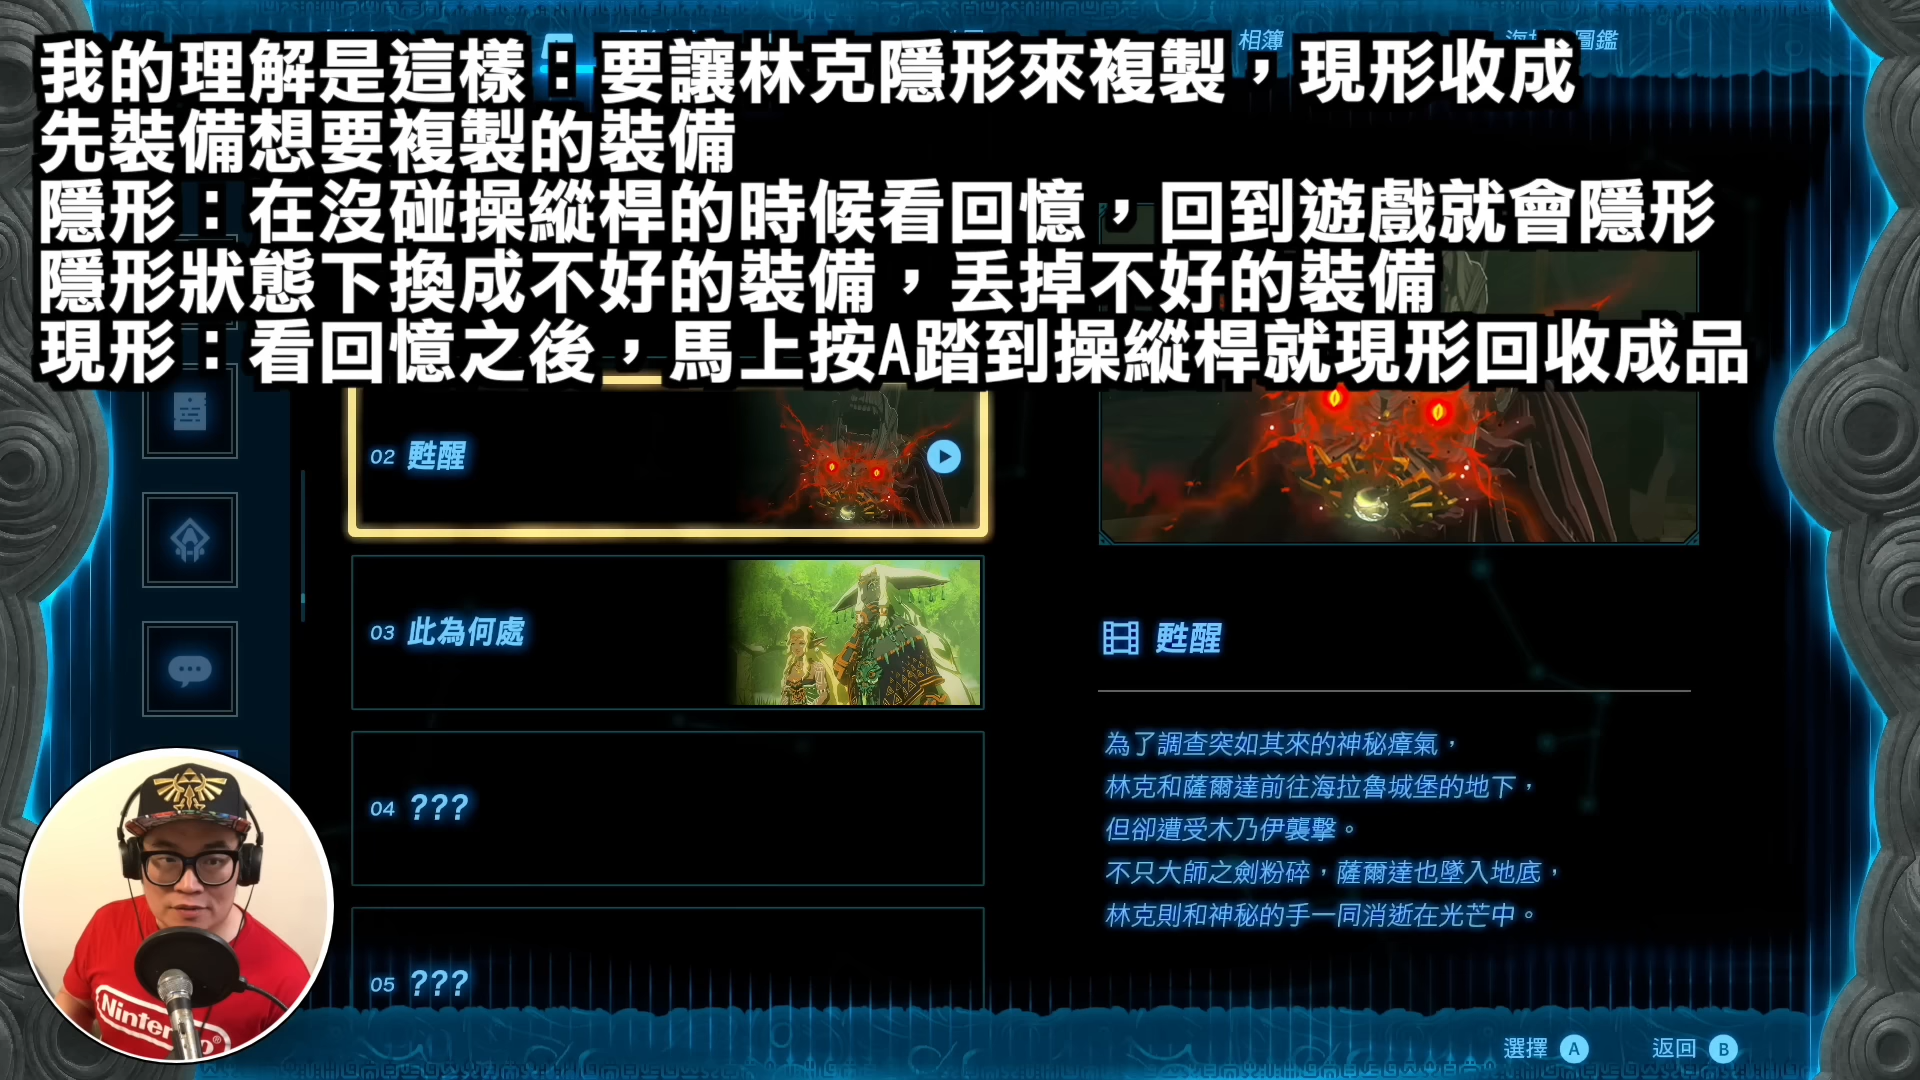 相簿
我的理解是這樣：要讓林克隱形來複製，現形收成
先裝備想要複製的裝備
隱形：在沒碰操縱桿的時候看回憶，回到遊戲就會隱形
隱形狀態下換成不好的裝備，丟掉不好的裝備
現形：看回憶之後，馬上按A踏到操縱桿就現形回收成品
02 甦醒
03 此為何處
04 ???
05 ???
甦醒
為了調查突如其來的神秘瘴氣，
林克和薩爾達前往海拉魯城堡的地下，
但卻遭受木乃伊襲擊。
不只大師之劍粉碎，薩爾達也墜入地底，
林克則和神秘的手一同消逝在光芒中。
選擇 A 返回 B